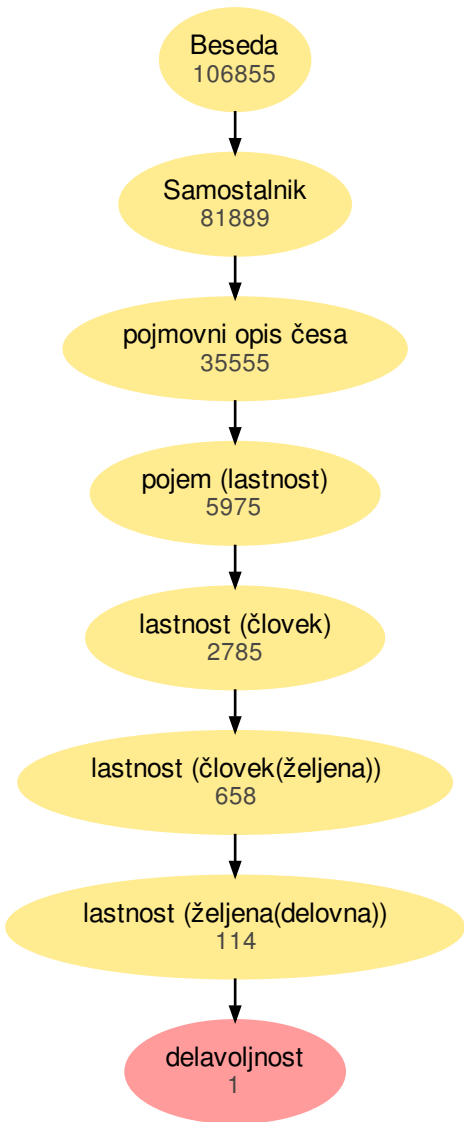 Beseda
106855
Samostalnik
81889
pojmovni opis česa
35555
pojem (lastnost)
5975
lastnost (človek)
2785
lastnost (človek(željena))
658
lastnost (željena(delovna))
114
delavoljnost
1